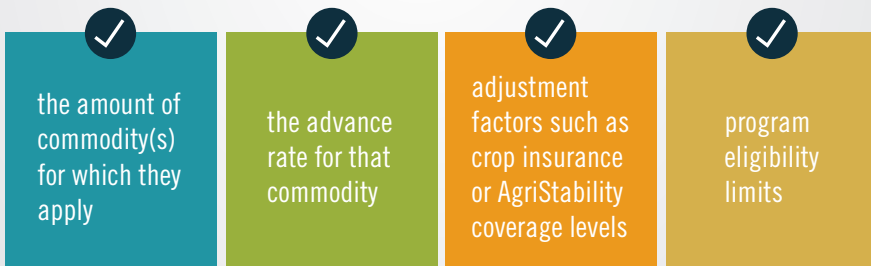 the amount of
commodity(s)
for which they
apply
the advance
rate for that
commodity
adjustment
factors such as
crop insurance
or AgriStability
coverage levels
program
eligibility
limits